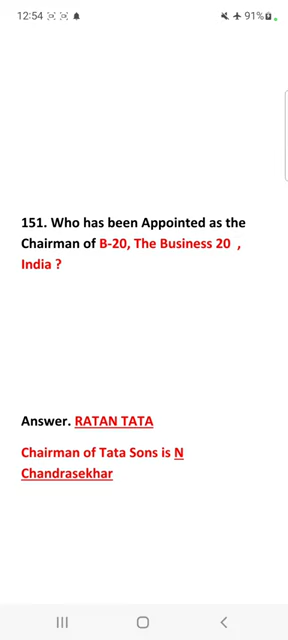 12:54 91%
151. Who has been Appointed as the
Chairman of B-20, The Business 20 ,
India ?
Answer. RATAN TATA
Chairman of Tata Sons is N
Chandrasekhar